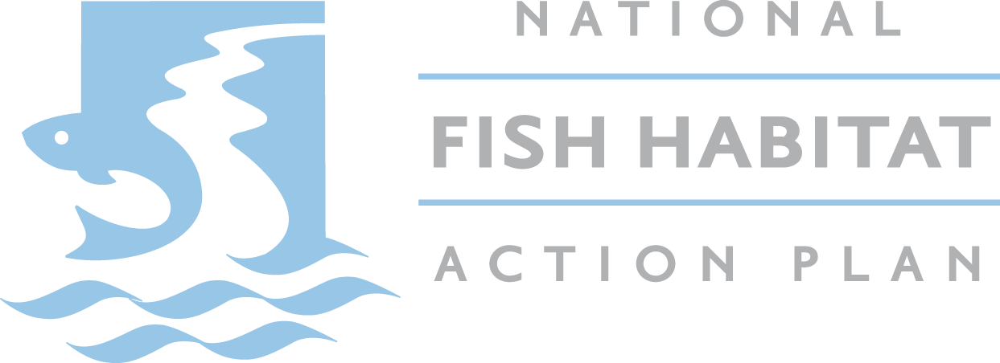 NATIONAL
FISH HABITAT
ACTION PLAN